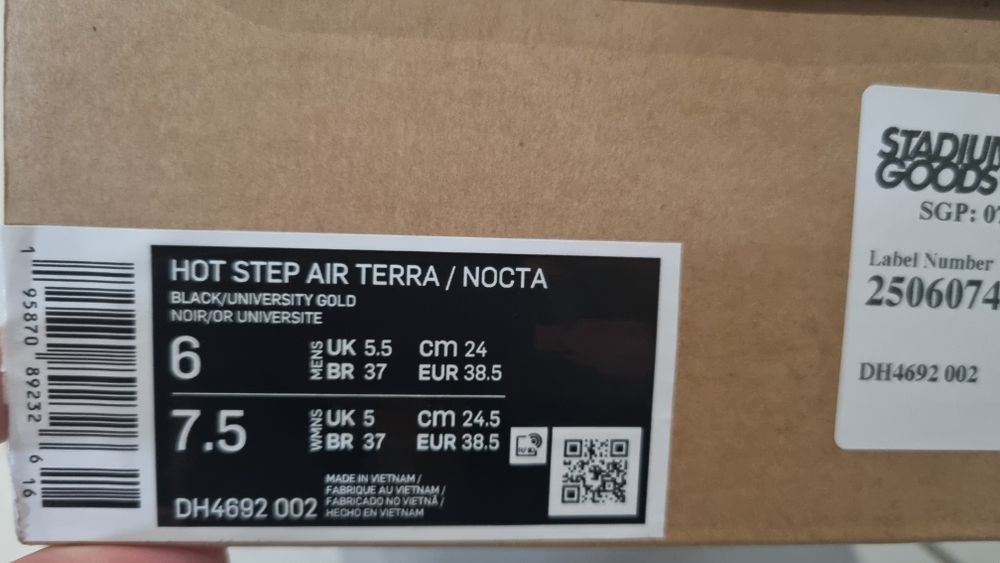 HOT STEP AIR TERRA / NOCTA
BLACK/UNIVERSITY GOLD
NOIR/OR UNIVERSITE
6 MENS UK 5.5 cm 24
BR 37 EUR 38.5
7.5 WMNS UK 5 cm 24.5
BR 37 EUR 38.5
MADE IN VIETNAM /
FABRIQUE AU VIETNAM /
FABRICADO NO VIETNÃ /
HECHO EN VIETNAM
DH4692 002
1 95870 89232 6 16
STADIUM
GOODS
SGP: 07
Label Number
2506074
DH4692 002